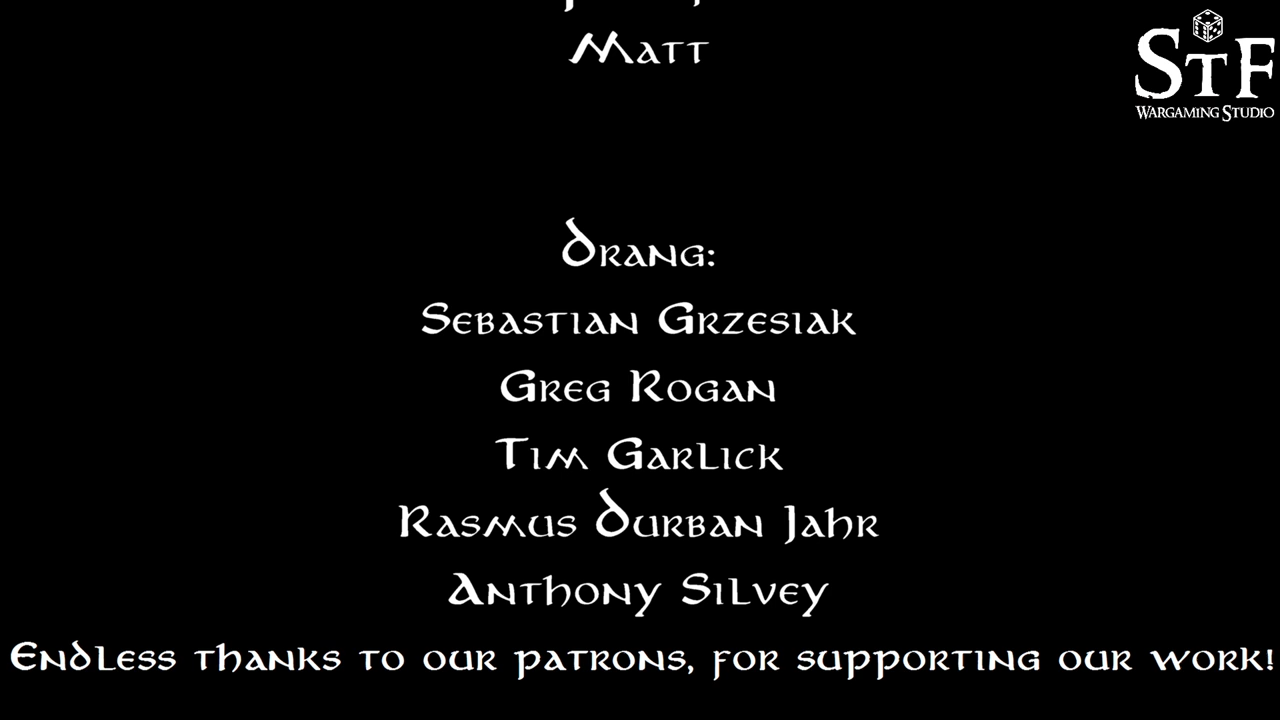 Matt
StF
Wargaming Studio
Drang:
Sebastian Grzesiak
Greg Rogan
Tim Garlick
Rasmus Durban Jahr
Anthony Silvey
Endless thanks to our patrons, for supporting our work!